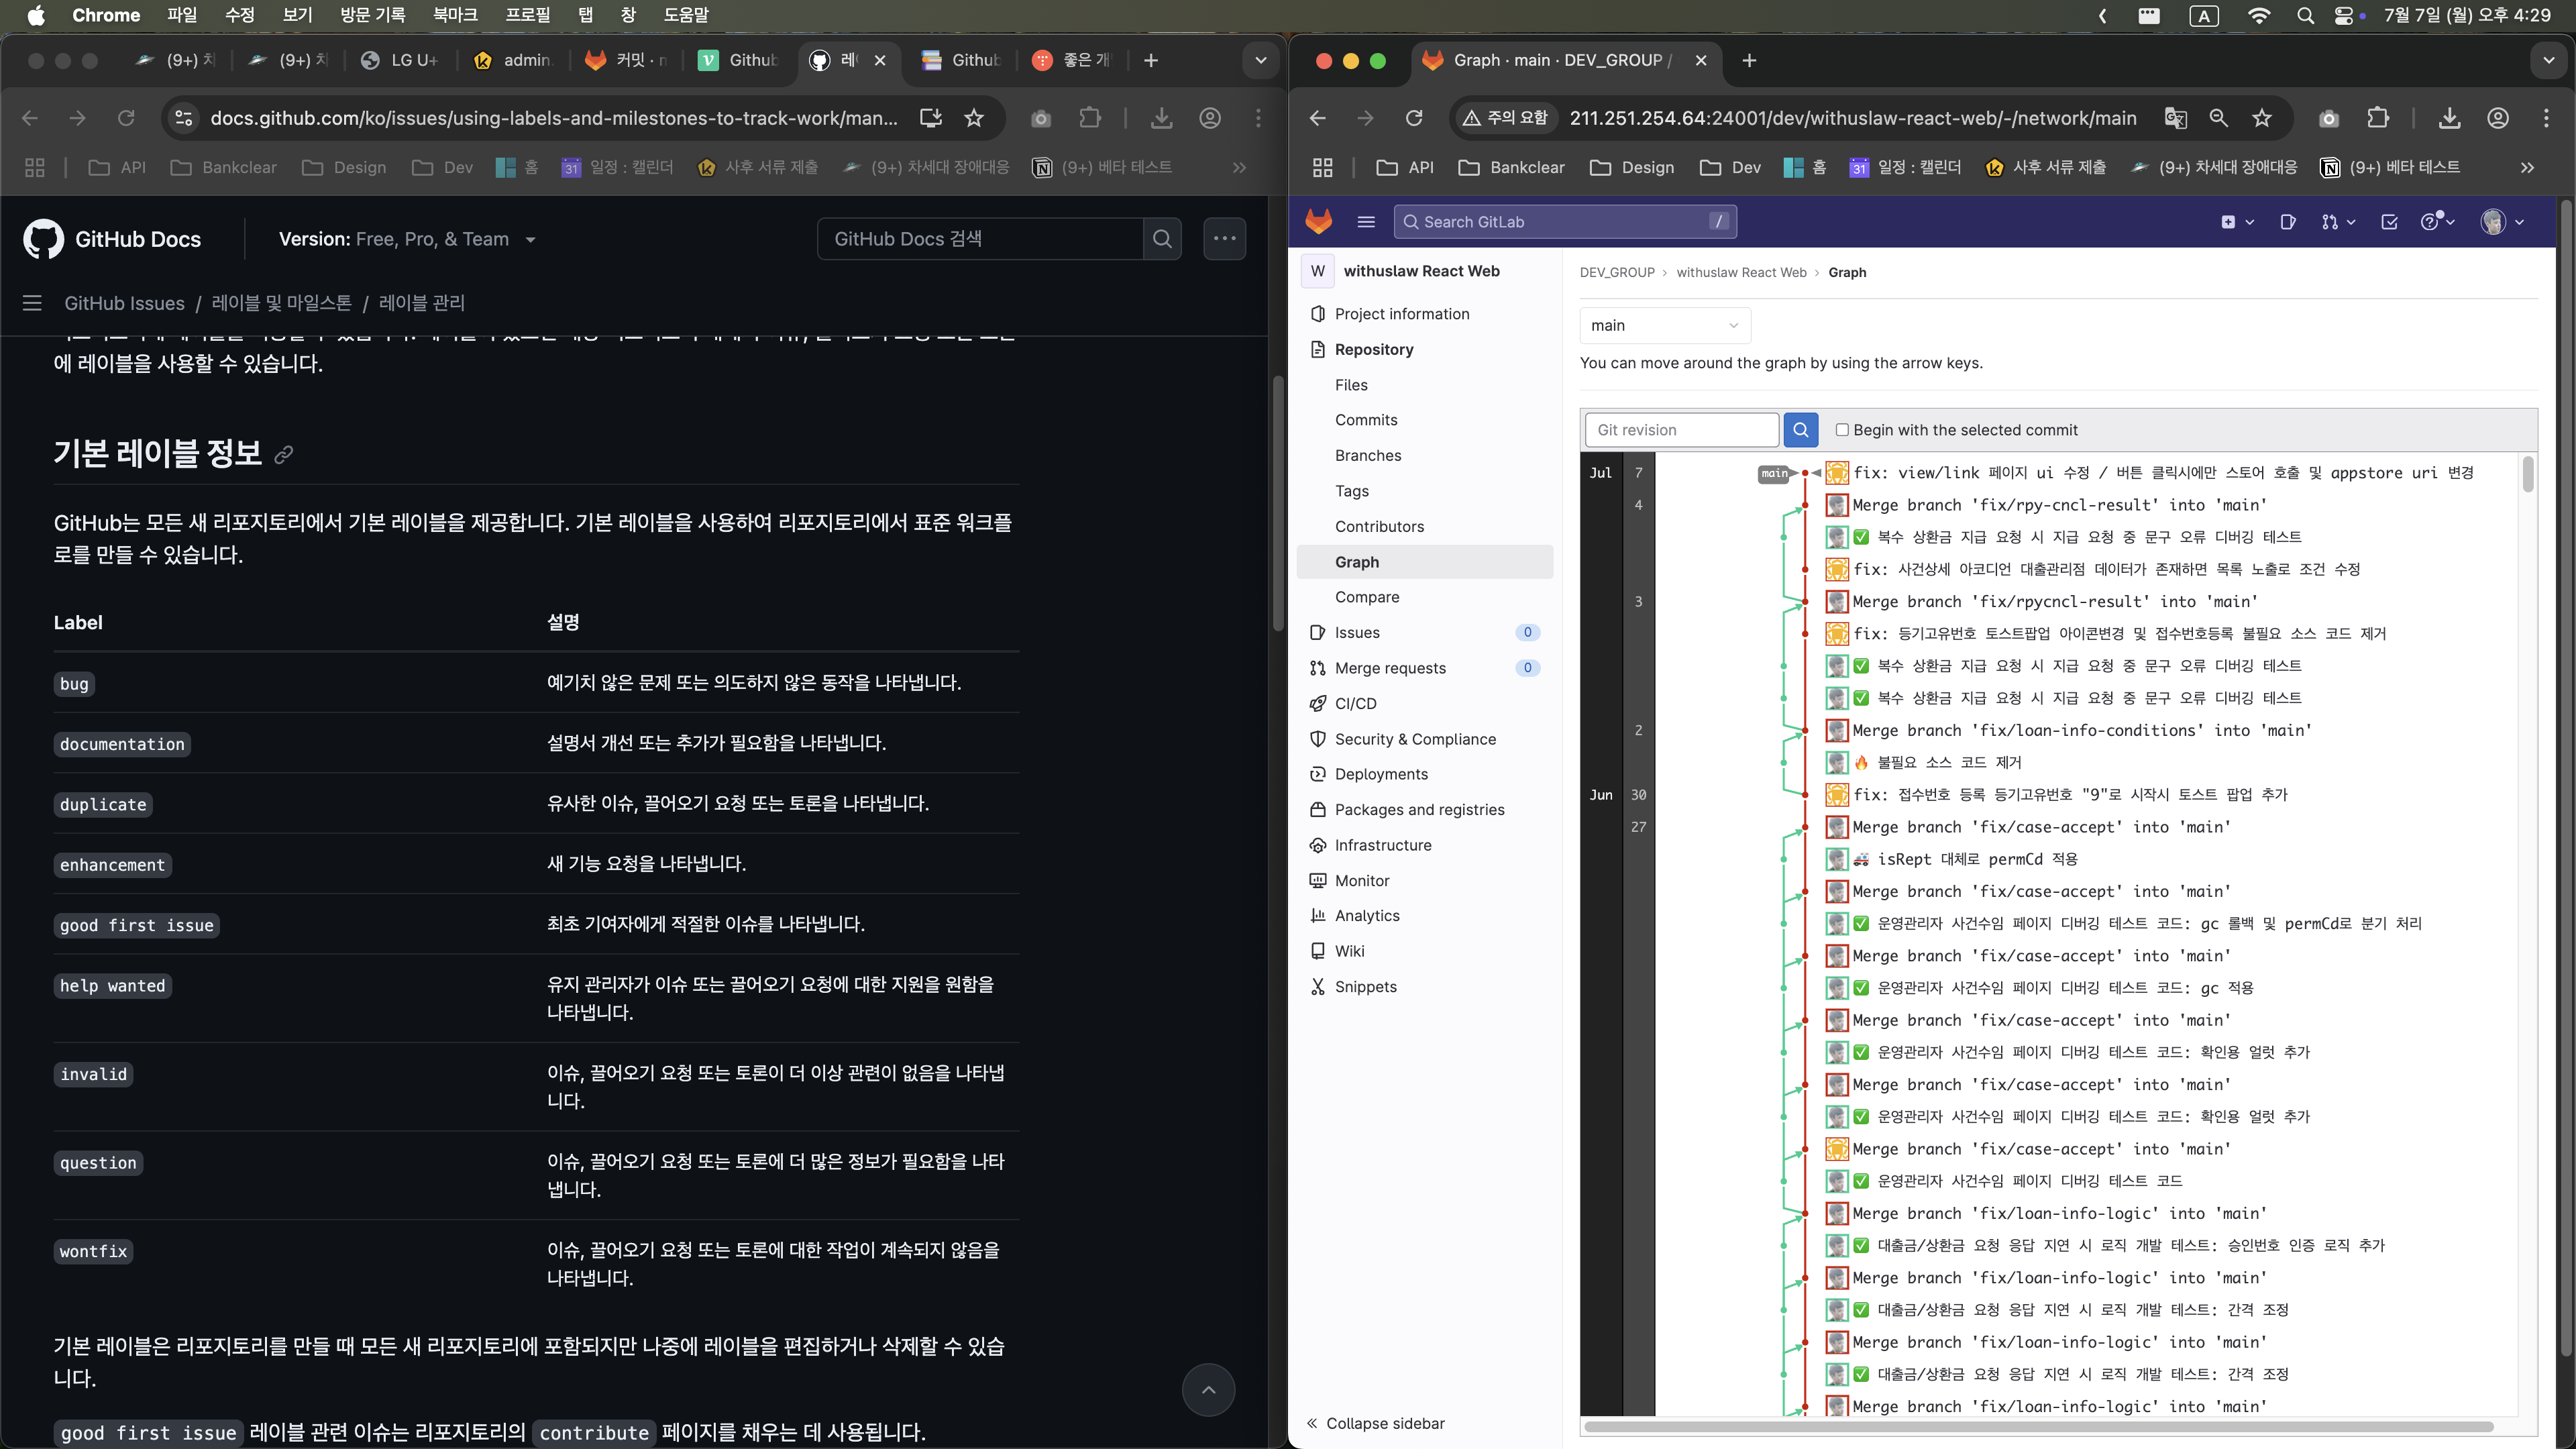 Chrome 파일 수정 보기 방문 기록 북마크 프로필 탭 창 도움말
A 7월 7일 (월) 오후 4:29
(9+) 차 (9+) 차 LG U+ admin. 커밋 · Github Github 좋은 개
docs.github.com/ko/issues/using-labels-and-milestones-to-track-work/man...
API Bankclear Design Dev 홈 31 일정 : 캘린더 사후 서류 제출 (9+) 차세대 장애대응 (9+) 베타 테스트
GitHub Docs Version: Free, Pro, & Team GitHub Docs 검색
GitHub Issues / 레이블 및 마일스톤 / 레이블 관리
에 레이블을 사용할 수 있습니다.
기본 레이블 정보
GitHub는 모든 새 리포지토리에서 기본 레이블을 제공합니다. 기본 레이블을 사용하여 리포지토리에서 표준 워크플
로를 만들 수 있습니다.
Label 설명
bug 예기치 않은 문제 또는 의도하지 않은 동작을 나타냅니다.
documentation 설명서 개선 또는 추가가 필요함을 나타냅니다.
duplicate 유사한 이슈, 끌어오기 요청 또는 토론을 나타냅니다.
enhancement 새 기능 요청을 나타냅니다.
good first issue 최초 기여자에게 적절한 이슈를 나타냅니다.
help wanted 유지 관리자가 이슈 또는 끌어오기 요청에 대한 지원을 원함을
나타냅니다.
invalid 이슈, 끌어오기 요청 또는 토론이 더 이상 관련이 없음을 나타냅
니다.
question 이슈, 끌어오기 요청 또는 토론에 더 많은 정보가 필요함을 나타
냅니다.
wontfix 이슈, 끌어오기 요청 또는 토론에 대한 작업이 계속되지 않음을
나타냅니다.
기본 레이블은 리포지토리를 만들 때 모든 새 리포지토리에 포함되지만 나중에 레이블을 편집하거나 삭제할 수 있습
니다.
good first issue 레이블 관련 이슈는 리포지토리의 contribute 페이지를 채우는 데 사용됩니다.
Graph · main · DEV_GROUP /
주의 요함 211.251.254.64:24001/dev/withuslaw-react-web/-/network/main
API Bankclear Design Dev 홈 31 일정 : 캘린더 사후 서류 제출 (9+) 차세대 장애대응 (9+) 베타 테스트
Search GitLab /
W withuslaw React Web
Project information
Repository
Files
Commits
Branches
Tags
Contributors
Graph
Compare
Issues 0
Merge requests 0
CI/CD
Security & Compliance
Deployments
Packages and registries
Infrastructure
Monitor
Analytics
Wiki
Snippets
Collapse sidebar
DEV_GROUP › withuslaw React Web › Graph
main
You can move around the graph by using the arrow keys.
Git revision Begin with the selected commit
Jul 7 main fix: view/link 페이지 ui 수정 / 버튼 클릭시에만 스토어 호출 및 appstore uri 변경
4 Merge branch 'fix/rpy-cncl-result' into 'main'
✅ 복수 상환금 지급 요청 시 지급 요청 중 문구 오류 디버깅 테스트
fix: 사건상세 아코디언 대출관리점 데이터가 존재하면 목록 노출로 조건 수정
3 Merge branch 'fix/rpycncl-result' into 'main'
fix: 등기고유번호 토스트팝업 아이콘변경 및 접수번호등록 불필요 소스 코드 제거
✅ 복수 상환금 지급 요청 시 지급 요청 중 문구 오류 디버깅 테스트
✅ 복수 상환금 지급 요청 시 지급 요청 중 문구 오류 디버깅 테스트
2 Merge branch 'fix/loan-info-conditions' into 'main'
🔥 불필요 소스 코드 제거
Jun 30 fix: 접수번호 등록 등기고유번호 "9"로 시작시 토스트 팝업 추가
27 Merge branch 'fix/case-accept' into 'main'
🚑 isRept 대체로 permCd 적용
Merge branch 'fix/case-accept' into 'main'
✅ 운영관리자 사건수임 페이지 디버깅 테스트 코드: gc 롤백 및 permCd로 분기 처리
Merge branch 'fix/case-accept' into 'main'
✅ 운영관리자 사건수임 페이지 디버깅 테스트 코드: gc 적용
Merge branch 'fix/case-accept' into 'main'
✅ 운영관리자 사건수임 페이지 디버깅 테스트 코드: 확인용 얼럿 추가
Merge branch 'fix/case-accept' into 'main'
✅ 운영관리자 사건수임 페이지 디버깅 테스트 코드: 확인용 얼럿 추가
Merge branch 'fix/case-accept' into 'main'
✅ 운영관리자 사건수임 페이지 디버깅 테스트 코드
Merge branch 'fix/loan-info-logic' into 'main'
✅ 대출금/상환금 요청 응답 지연 시 로직 개발 테스트: 승인번호 인증 로직 추가
Merge branch 'fix/loan-info-logic' into 'main'
✅ 대출금/상환금 요청 응답 지연 시 로직 개발 테스트: 간격 조정
Merge branch 'fix/loan-info-logic' into 'main'
✅ 대출금/상환금 요청 응답 지연 시 로직 개발 테스트: 간격 조정
Merge branch 'fix/loan-info-logic' into 'main'